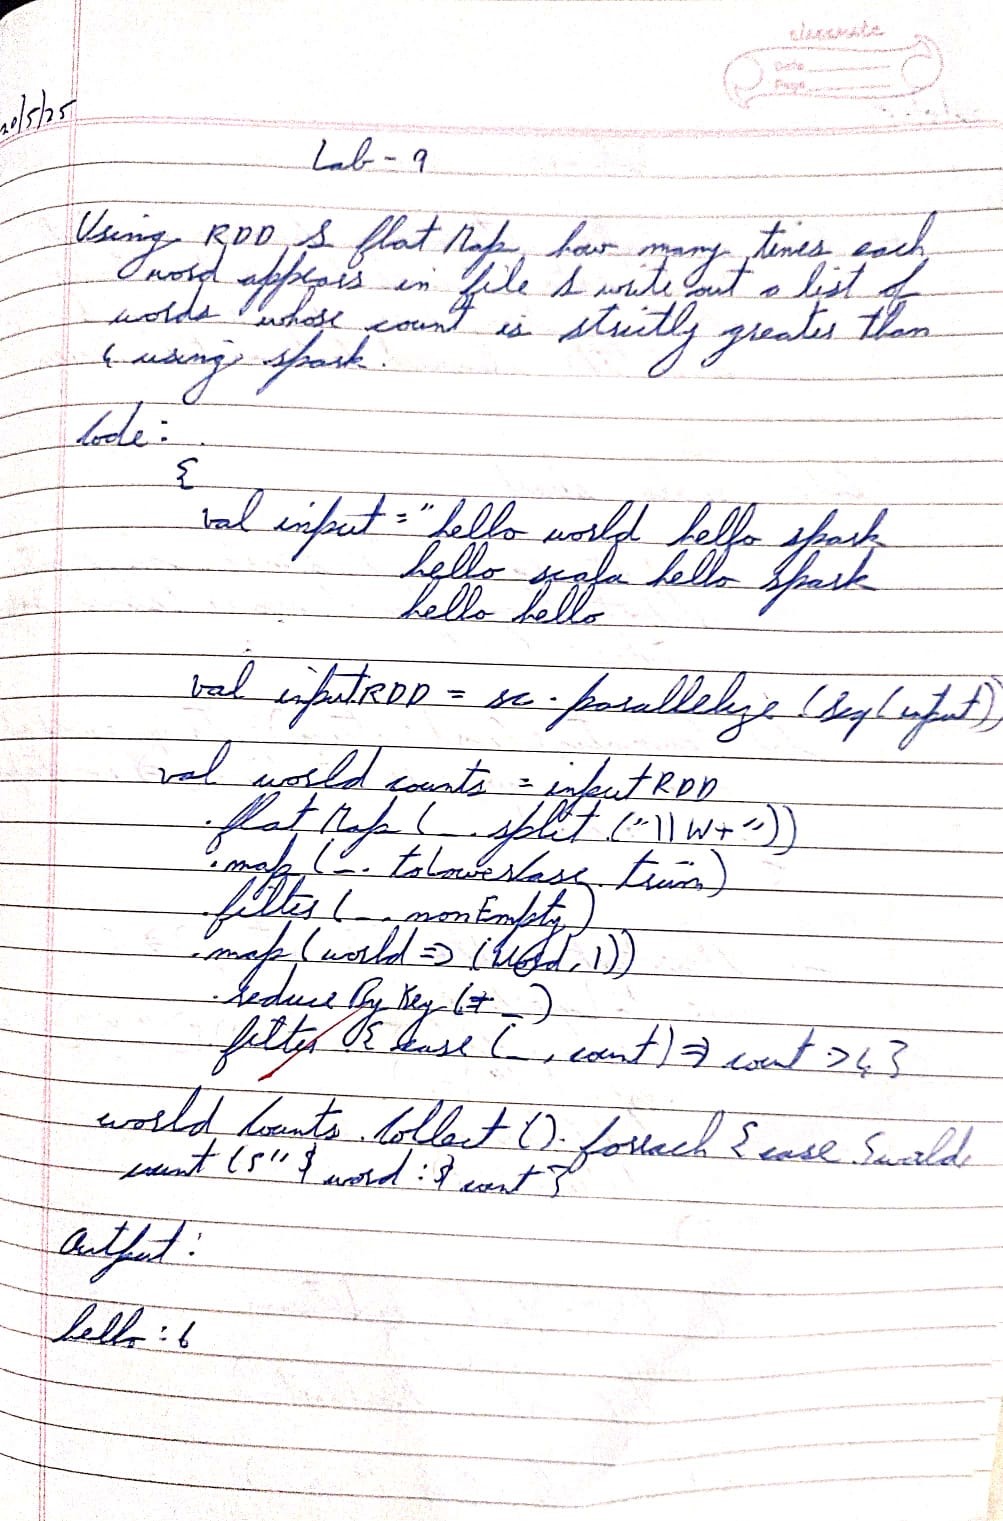 classmate
Date
Page
20/5/25
Lab - 9
Using RDD & flat Map how many times each
word appears in file & write out a list of
words whose count is strictly greater than
4 using spark.
Code:
{
val input = "hello world hello spark
hello scala hello spark
hello hello
val inputRDD = sc. parallelize (Seq(input))
val world counts = input RDD
.flat Map (_. split ("\\W+"))
.map (_. toLowerCase. trim)
.filter (_. nonEmpty)
.map (world => (word, 1))
.reduce By Key (+ _)
filter { case (_, count) => count > 4 }
world Counts. Collect (). foreach { case
count (s" $ word : $ count }
Output:
hello : 6